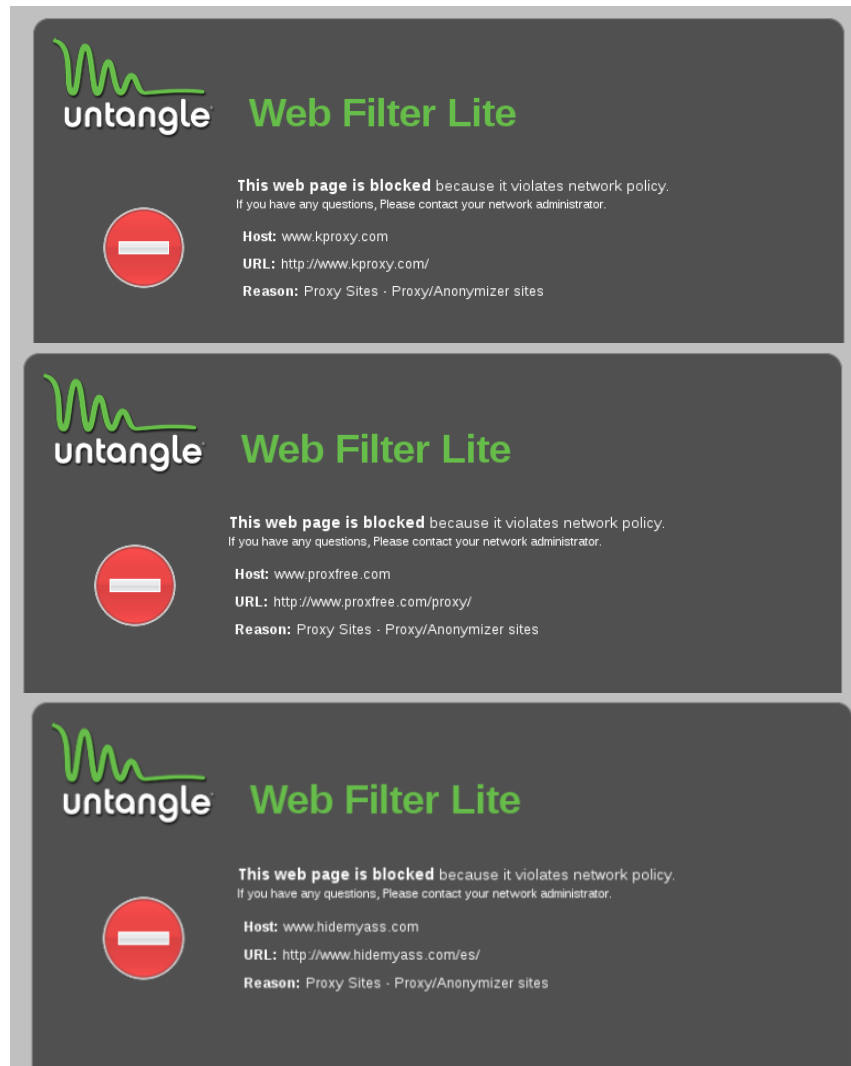 untangle
Web Filter Lite
This web page is blocked because it violates network policy.
If you have any questions, Please contact your network administrator.
Host: www.kproxy.com
URL: http://www.kproxy.com/
Reason: Proxy Sites - Proxy/Anonymizer sites
untangle
Web Filter Lite
This web page is blocked because it violates network policy.
If you have any questions, Please contact your network administrator.
Host: www.proxfree.com
URL: http://www.proxfree.com/proxy/
Reason: Proxy Sites - Proxy/Anonymizer sites
untangle
Web Filter Lite
This web page is blocked because it violates network policy.
If you have any questions, Please contact your network administrator.
Host: www.hidemyass.com
URL: http://www.hidemyass.com/es/
Reason: Proxy Sites - Proxy/Anonymizer sites